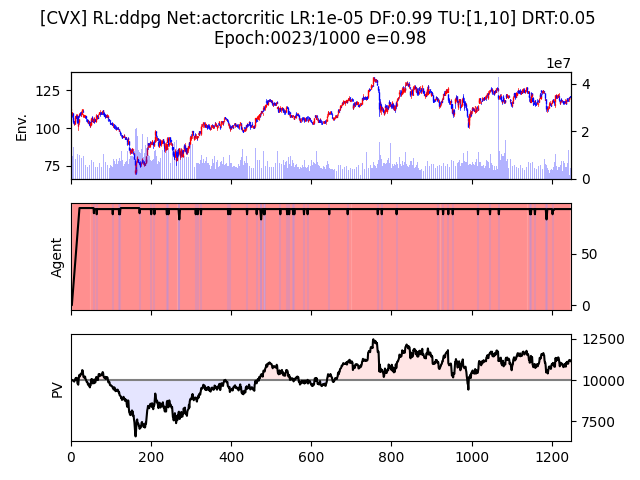 [CVX] RL:ddpg Net:actorcritic LR:1e-05 DF:0.99 TU:[1,10] DRT:0.05
Epoch:0023/1000 e=0.98
1e7
Env.
125
100
75
4
2
0
Agent
50
0
PV
12500
10000
7500
0 200 400 600 800 1000 1200